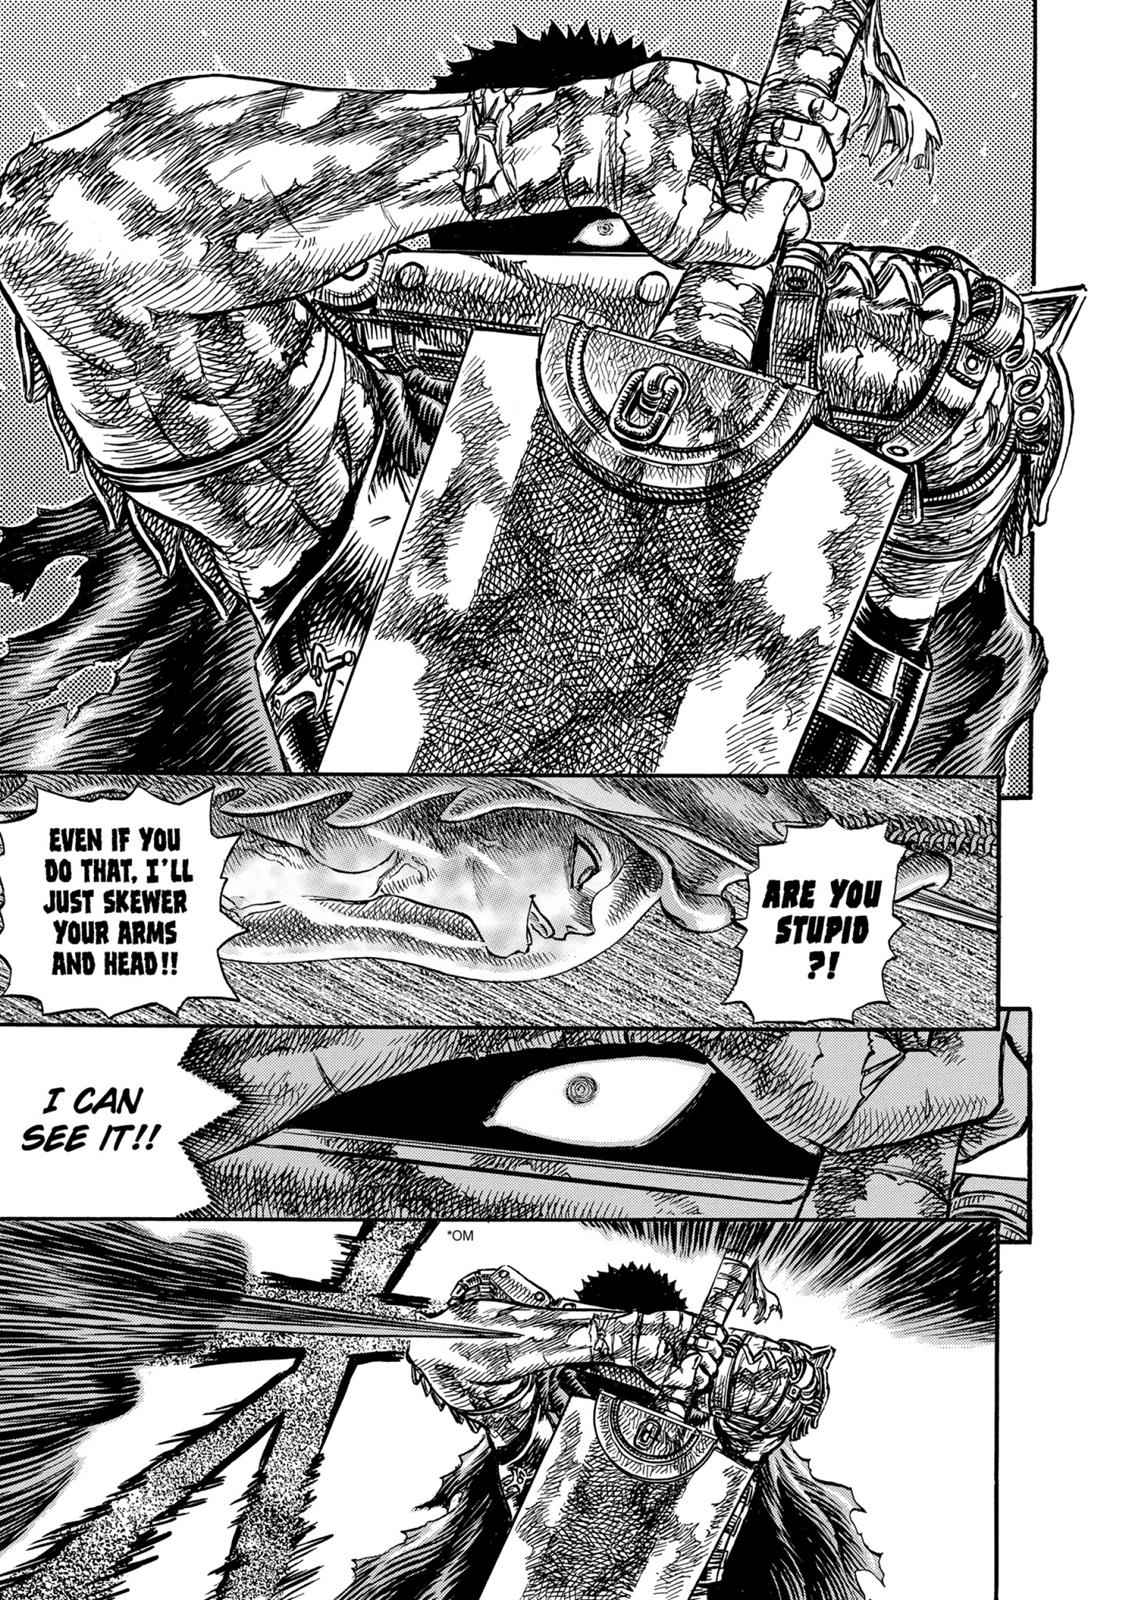 ARE YOU
STUPID
?!
EVEN IF YOU
DO THAT, I'LL
JUST SKEWER
YOUR ARMS
AND HEAD!!
I CAN
SEE IT!!
*OM